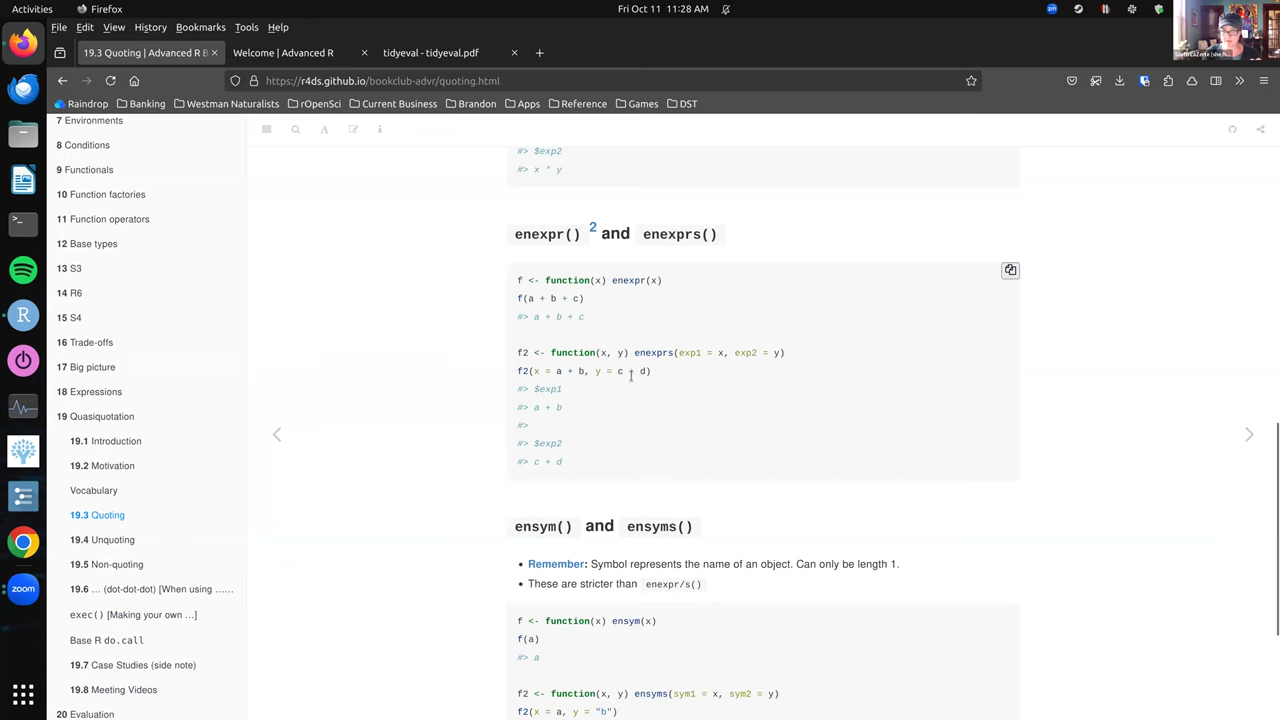 Activities
Firefox
Fri Oct 11 11:28 AM
File Edit View History Bookmarks Tools Help
19.3 Quoting | Advanced R B
Welcome | Advanced R
tidyeval - tidyeval.pdf
https://r4ds.github.io/bookclub-advr/quoting.html
Raindrop Banking Westman Naturalists rOpenSci Current Business Brandon Apps Reference Games DST
7 Environments
8 Conditions
9 Functionals
10 Function factories
11 Function operators
12 Base types
13 S3
14 R6
15 S4
16 Trade-offs
17 Big picture
18 Expressions
19 Quasiquotation
19.1 Introduction
19.2 Motivation
Vocabulary
19.3 Quoting
19.4 Unquoting
19.5 Non-quoting
19.6 ... (dot-dot-dot) [When using ……
exec() [Making your own ...]
Base R do.call
19.7 Case Studies (side note)
19.8 Meeting Videos
20 Evaluation
#> $exp2
#> x * y
enexpr() 2 and enexprs()
f <- function(x) enexpr(x)
f(a + b + c)
#> a + b + c
f2 <- function(x, y) enexprs(exp1 = x, exp2 = y)
f2(x = a + b, y = c + d)
#> $exp1
#> a + b
#>
#> $exp2
#> c + d
ensym() and ensyms()
• Remember: Symbol represents the name of an object. Can only be length 1.
• These are stricter than enexpr/s()
f <- function(x) ensym(x)
f(a)
#> a
f2 <- function(x, y) ensyms(sym1 = x, sym2 = y)
f2(x = a, y = "b")
zoom